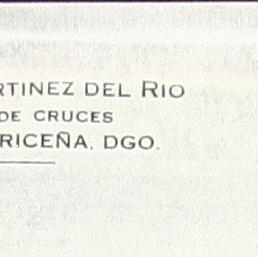 RTINEZ DEL RIO
DE CRUCES
RICEÑA, DGO.